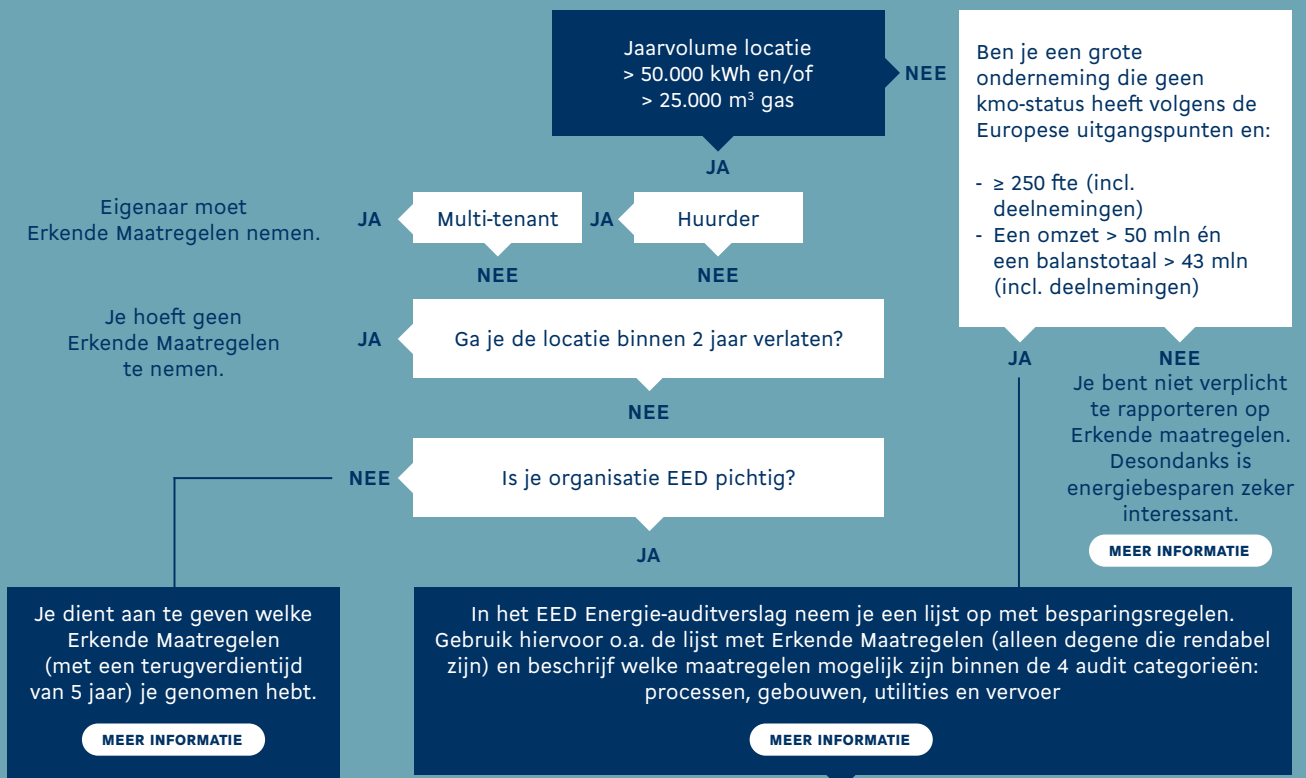 Jaarvolume locatie
> 50.000 kWh en/of
> 25.000 m³ gas
NEE
JA
Ben je een grote
onderneming die geen
kmo-status heeft volgens de
Europese uitgangspunten en:
- ≥ 250 fte (incl.
deelnemingen)
- Een omzet > 50 mln én
een balanstotaal > 43 mln
(incl. deelnemingen)
JA
NEE
Je bent niet verplicht
te rapporteren op
Erkende maatregelen.
Desondanks is
energiebesparen zeker
interessant.
MEER INFORMATIE
Huurder
JA
NEE
Multi-tenant
JA
NEE
Eigenaar moet
Erkende Maatregelen nemen.
Ga je de locatie binnen 2 jaar verlaten?
JA
NEE
Je hoeft geen
Erkende Maatregelen
te nemen.
Is je organisatie EED pichtig?
NEE
JA
Je dient aan te geven welke
Erkende Maatregelen
(met een terugverdientijd
van 5 jaar) je genomen hebt.
MEER INFORMATIE
In het EED Energie-auditverslag neem je een lijst op met besparingsregelen.
Gebruik hiervoor o.a. de lijst met Erkende Maatregelen (alleen degene die rendabel
zijn) en beschrijf welke maatregelen mogelijk zijn binnen de 4 audit categorieën:
processen, gebouwen, utilities en vervoer
MEER INFORMATIE